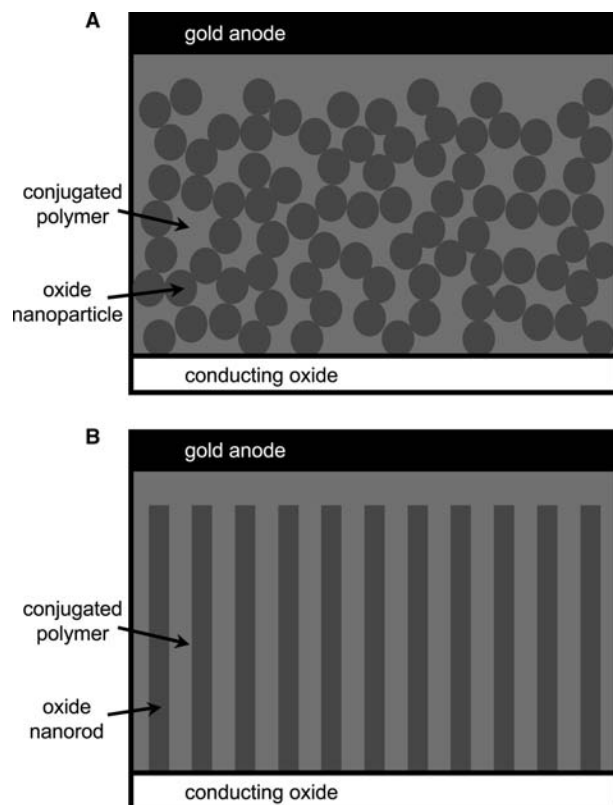 A
gold anode
conjugated
polymer
oxide
nanoparticle
conducting oxide
B
gold anode
conjugated
polymer
oxide
nanorod
conducting oxide